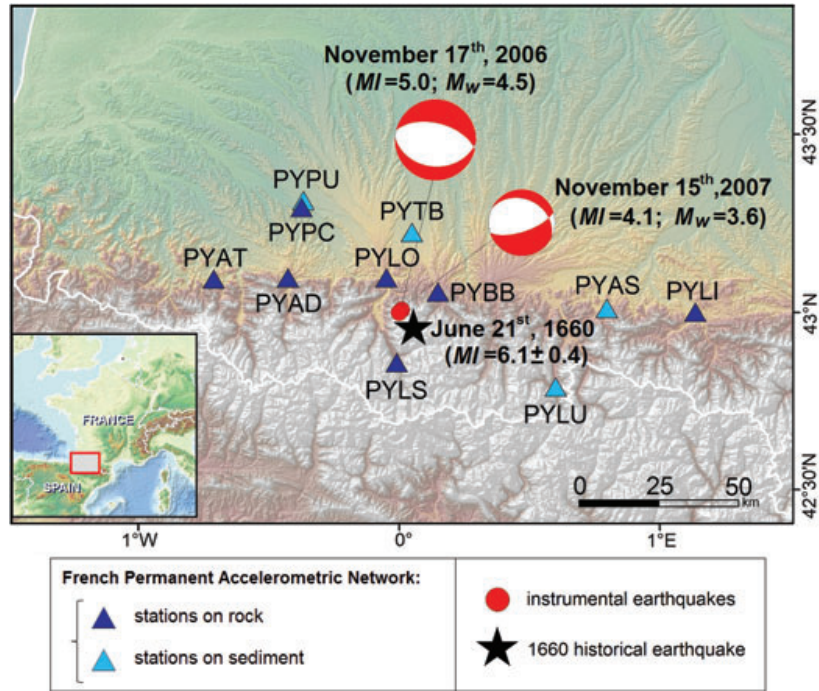 November 17th, 2006
(Ml=5.0; Mw=4.5)
43°30'N
November 15th,2007
(Ml=4.1; Mw=3.6)
PYPU
PYPC
PYTB
PYAT
PYAD
PYLO
PYBB
PYAS
PYLI
43°N
June 21st, 1660
(Ml=6.1± 0.4)
PYLS
PYLU
FRANCE
SPAIN
0 25 50
km
42°30'N
1°W 0° 1°E
French Permanent Accelerometric Network:
stations on rock
stations on sediment
instrumental earthquakes
1660 historical earthquake